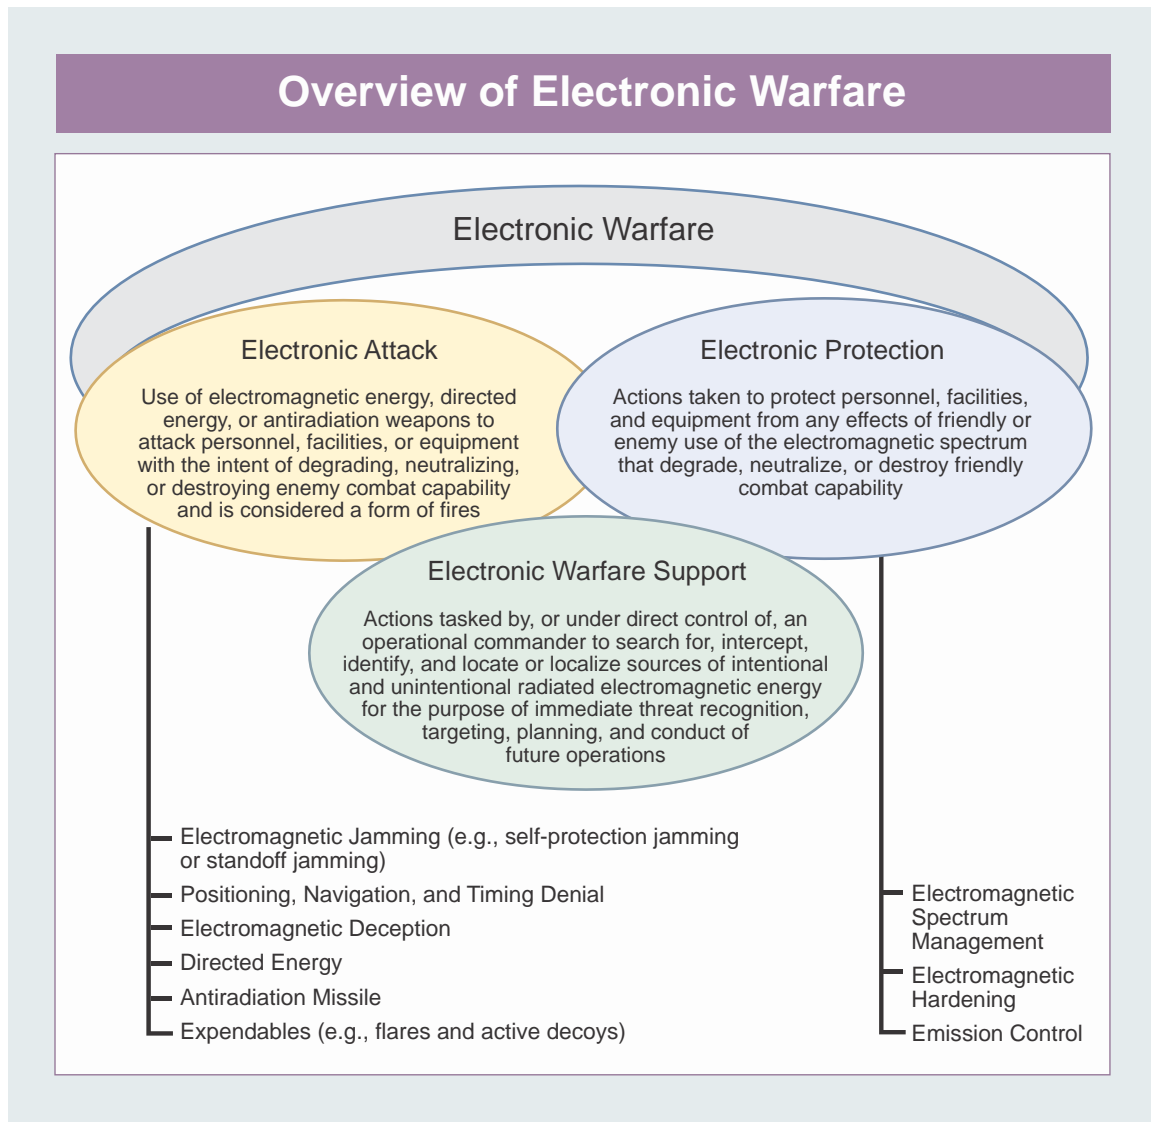 Overview of Electronic Warfare
Electronic Warfare
Electronic Attack
Use of electromagnetic energy, directed
energy, or antiradiation weapons to
attack personnel, facilities, or equipment
with the intent of degrading, neutralizing,
or destroying enemy combat capability
and is considered a form of fires
Electronic Protection
Actions taken to protect personnel, facilities,
and equipment from any effects of friendly or
enemy use of the electromagnetic spectrum
that degrade, neutralize, or destroy friendly
combat capability
Electronic Warfare Support
Actions tasked by, or under direct control of, an
operational commander to search for, intercept,
identify, and locate or localize sources of intentional
and unintentional radiated electromagnetic energy
for the purpose of immediate threat recognition,
targeting, planning, and conduct of
future operations
Electromagnetic Jamming (e.g., self-protection jamming
or standoff jamming)
Positioning, Navigation, and Timing Denial
Electromagnetic Deception
Directed Energy
Antiradiation Missile
Expendables (e.g., flares and active decoys)
Electromagnetic
Spectrum
Management
Electromagnetic
Hardening
Emission Control